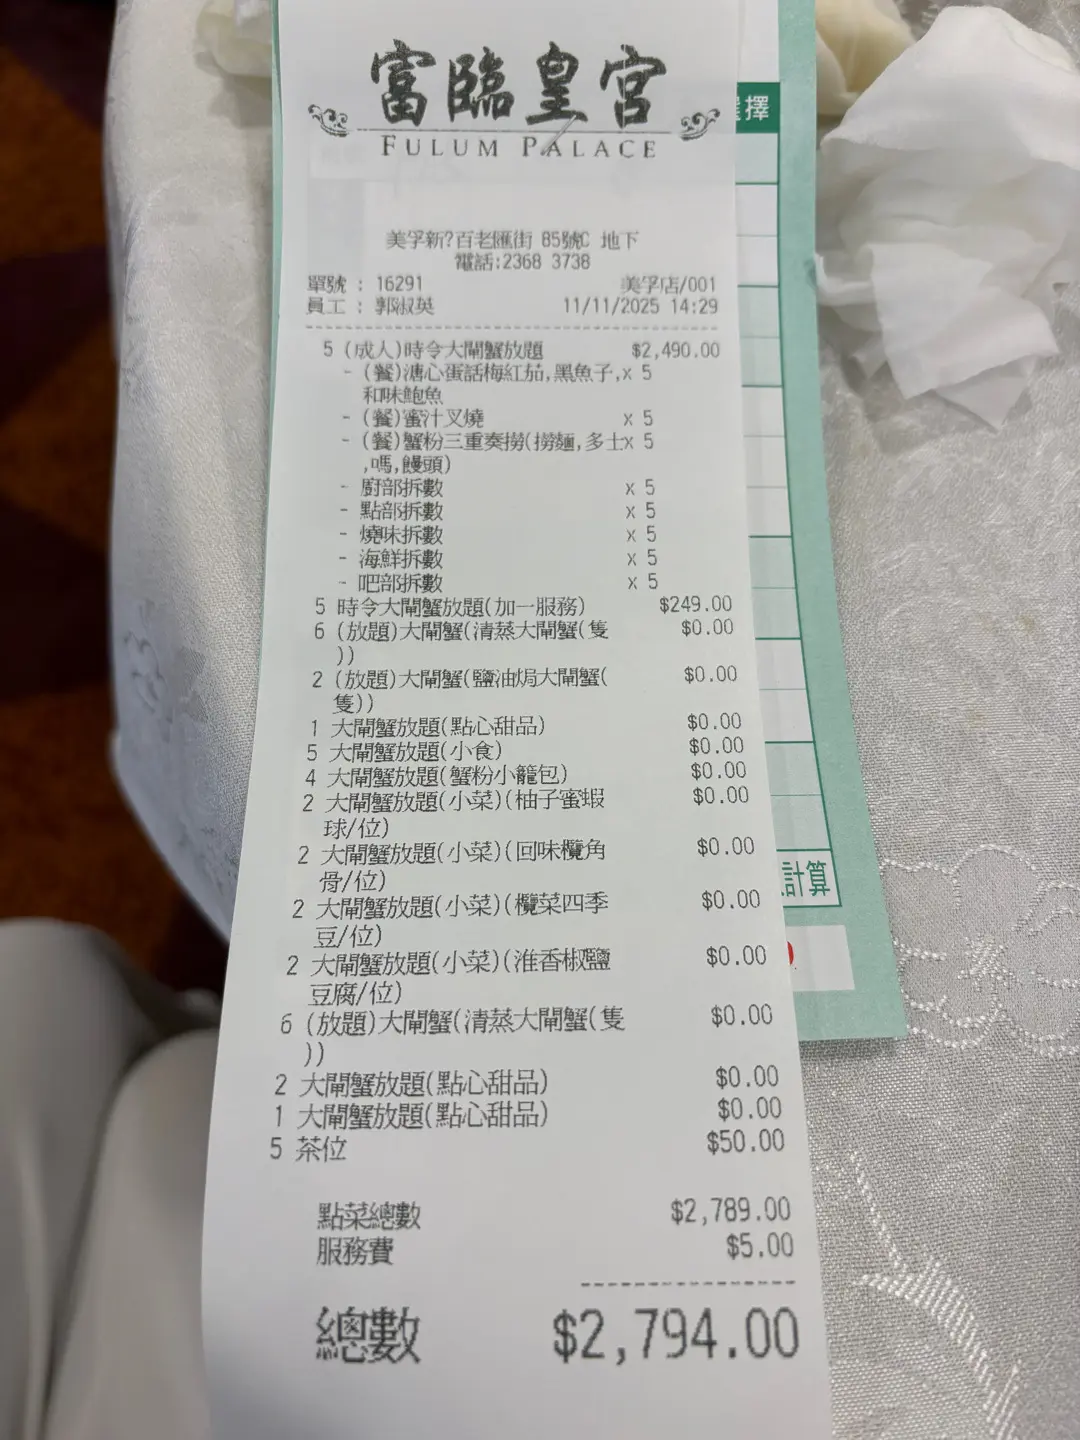 富臨皇宮
FULUM PALACE
擇
美孚新?百老匯街 85號C 地下
電話:2368 3738
單號 : 16291 美孚店/001
員工 : 郭淑英 11/11/2025 14:29
5 (成人)時令大閘蟹放題 $2,490.00
- (餐)溏心蛋話梅紅茄,黑魚子, x 5
和味鮑魚
- (餐)蜜汁叉燒 x 5
- (餐)蟹粉三重奏撈(撈麵,多士 x 5
,嗎,饅頭)
- 廚部拆數 x 5
- 點部拆數 x 5
- 燒味拆數 x 5
- 海鮮拆數 x 5
- 吧部拆數 x 5
5 時令大閘蟹放題(加一服務) $249.00
6 (放題)大閘蟹(清蒸大閘蟹(隻 $0.00
))
2 (放題)大閘蟹(鹽油焗大閘蟹( $0.00
隻))
1 大閘蟹放題(點心甜品) $0.00
5 大閘蟹放題(小食) $0.00
4 大閘蟹放題(蟹粉小籠包) $0.00
2 大閘蟹放題(小菜)(柚子蜜蝦 $0.00
球/位)
2 大閘蟹放題(小菜)(回味欖角 $0.00
骨/位)
2 大閘蟹放題(小菜)(欖菜四季 $0.00
豆/位)
2 大閘蟹放題(小菜)(淮香椒鹽 $0.00
豆腐/位)
6 (放題)大閘蟹(清蒸大閘蟹(隻 $0.00
))
2 大閘蟹放題(點心甜品) $0.00
1 大閘蟹放題(點心甜品) $0.00
5 茶位 $50.00
計算
點菜總數 $2,789.00
服務費 $5.00
總數 $2,794.00